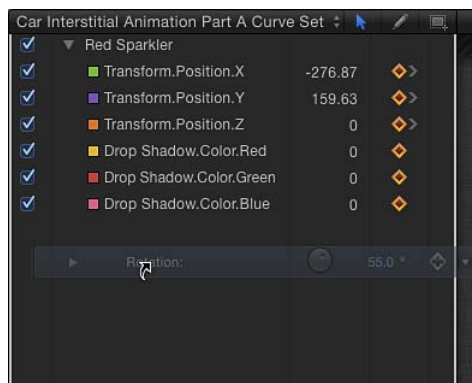 Car Interstitial Animation Part A Curve Set
Red Sparkler
Transform.Position.X -276.87
Transform.Position.Y 159.63
Transform.Position.Z 0
Drop Shadow.Color.Red 0
Drop Shadow.Color.Green 0
Drop Shadow.Color.Blue 0
Rotation: 55.0 °